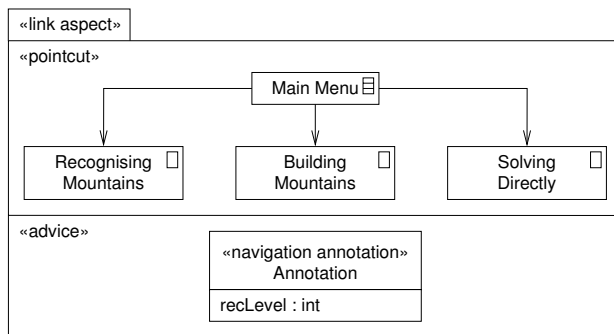 «link aspect»
«pointcut»
Main Menu
Recognising
Mountains
Building
Mountains
Solving
Directly
«advice»
«navigation annotation»
Annotation
recLevel : int